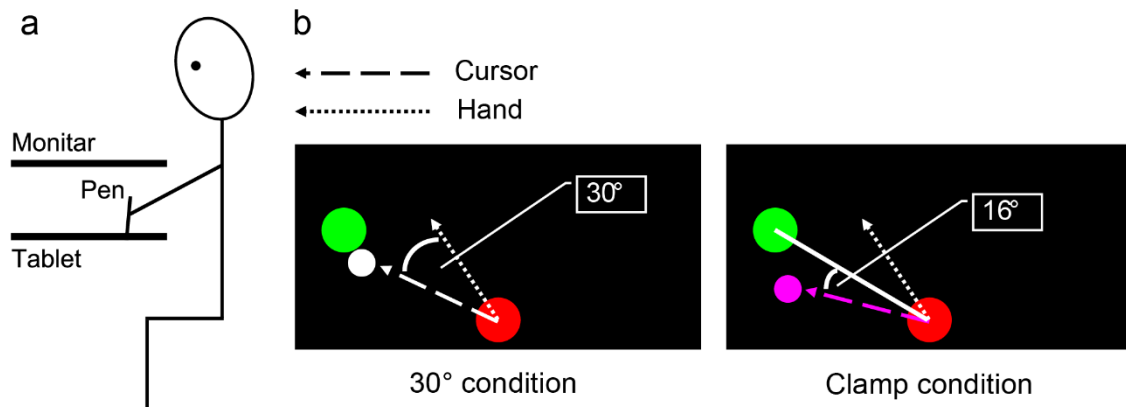 a
b
Cursor
Hand
Monitar
Pen
Tablet
30°
16°
30° condition
Clamp condition